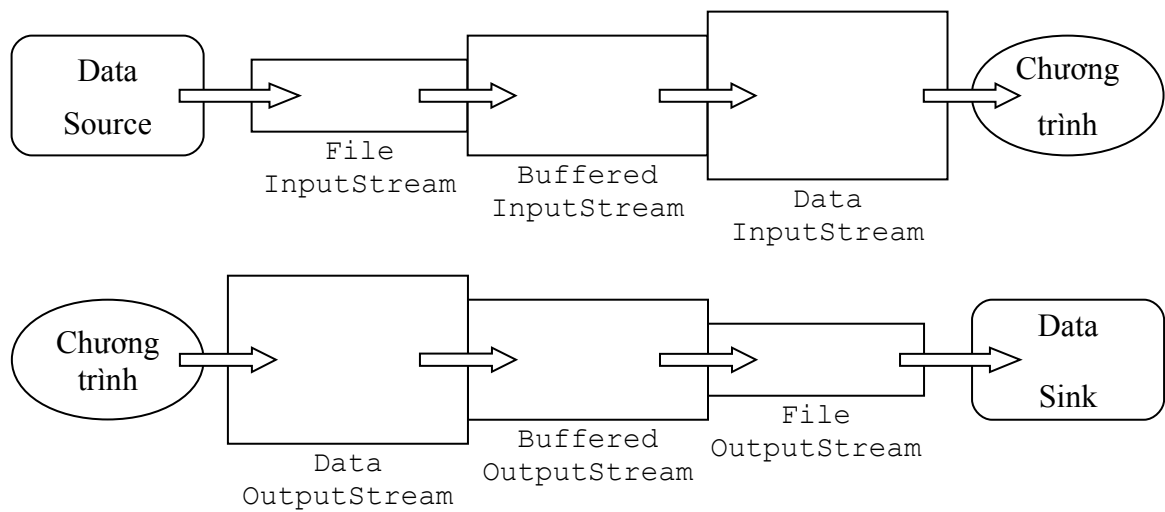 Data
Source
File
InputStream
Buffered
InputStream
Data
InputStream
Chương
trình
Chương
trình
Data
OutputStream
Buffered
OutputStream
File
OutputStream
Data
Sink